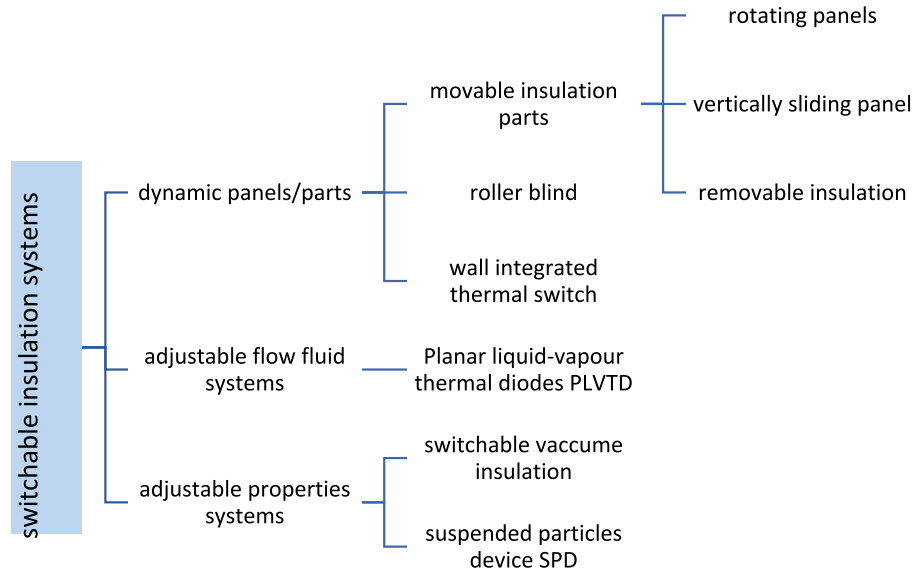 switchable insulation systems
dynamic panels/parts
movable insulation
parts
rotating panels
vertically sliding panel
removable insulation
roller blind
wall integrated
thermal switch
adjustable flow fluid
systems
Planar liquid-vapour
thermal diodes PLVTD
adjustable properties
systems
switchable vaccume
insulation
suspended particles
device SPD